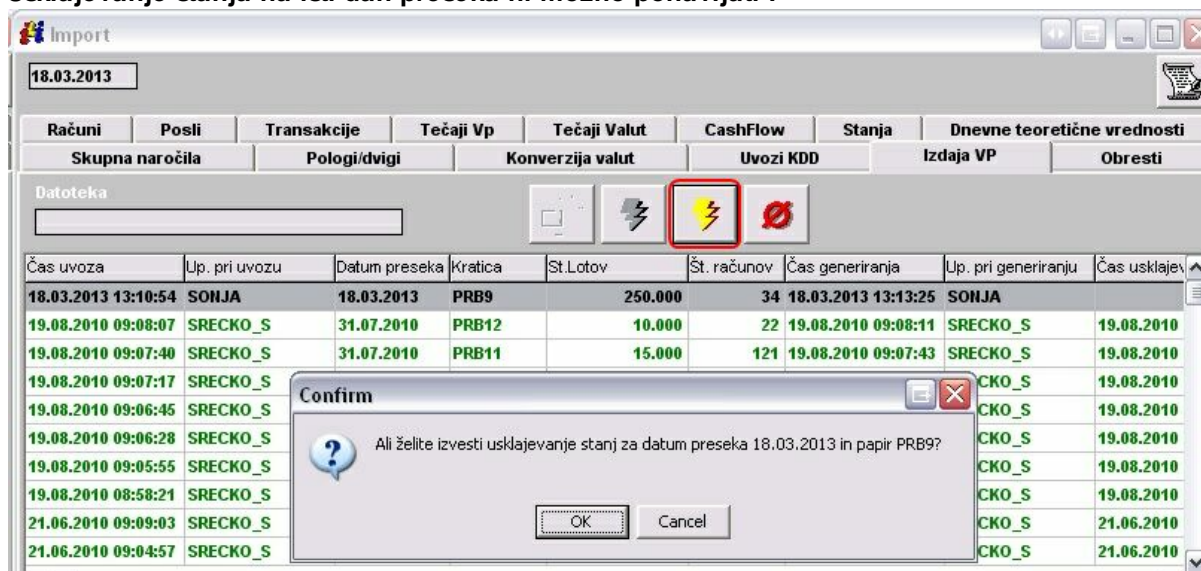 Import
18.03.2013
Računi Posli Transakcije Tečaji Vp Tečaji Valut CashFlow Stanja Dnevne teoretične vrednosti
Skupna naročila Pologi/dvigi Konverzija valut Uvozi KDD Izdaja VP Obresti
Datoteka
Čas uvoza Up. pri uvozu Datum preseka Kratica St.Lotov Št. računov Čas generiranja Up. pri generiranju Čas usklajev
18.03.2013 13:10:54 SONJA 18.03.2013 PRB9 250.000 34 18.03.2013 13:13:25 SONJA
19.08.2010 09:08:07 SRECKO_S 31.07.2010 PRB12 10.000 22 19.08.2010 09:08:11 SRECKO_S 19.08.2010
19.08.2010 09:07:40 SRECKO_S 31.07.2010 PRB11 15.000 121 19.08.2010 09:07:43 SRECKO_S 19.08.2010
19.08.2010 09:07:17 SRECKO_S CKO_S 19.08.2010
19.08.2010 09:06:45 SRECKO_S CKO_S 19.08.2010
19.08.2010 09:06:28 SRECKO_S CKO_S 19.08.2010
19.08.2010 09:05:55 SRECKO_S CKO_S 19.08.2010
19.08.2010 08:58:21 SRECKO_S CKO_S 19.08.2010
21.06.2010 09:09:03 SRECKO_S CKO_S 21.06.2010
21.06.2010 09:04:57 SRECKO_S CKO_S 21.06.2010
Confirm
Ali želite izvesti usklajevanje stanj za datum preseka 18.03.2013 in papir PRB9?
OK Cancel